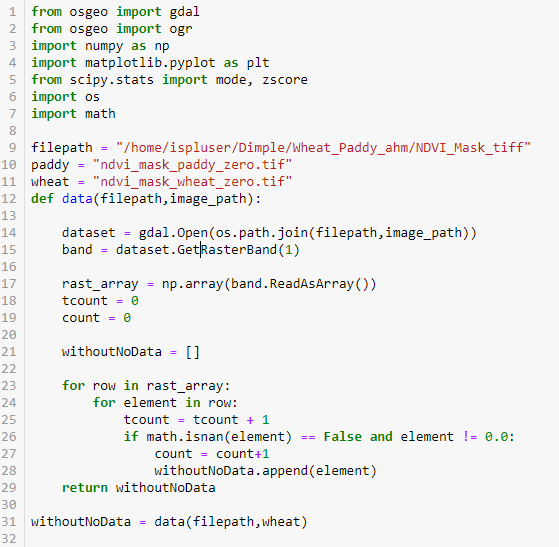 1 from osgeo import gdal
2 from osgeo import ogr
3 import numpy as np
4 import matplotlib.pyplot as plt
5 from scipy.stats import mode, zscore
6 import os
7 import math
8
9 filepath = "/home/ispluser/Dimple/Wheat_Paddy_ahm/NDVI_Mask_tiff"
10 paddy = "ndvi_mask_paddy_zero.tif"
11 wheat = "ndvi_mask_wheat_zero.tif"
12 def data(filepath,image_path):
13
14     dataset = gdal.Open(os.path.join(filepath,image_path))
15     band = dataset.GetRasterBand(1)
16
17     rast_array = np.array(band.ReadAsArray())
18     tcount = 0
19     count = 0
20
21     withoutNoData = []
22
23     for row in rast_array:
24         for element in row:
25             tcount = tcount + 1
26             if math.isnan(element) == False and element != 0.0:
27                 count = count+1
28                 withoutNoData.append(element)
29     return withoutNoData
30
31 withoutNoData = data(filepath,wheat)
32